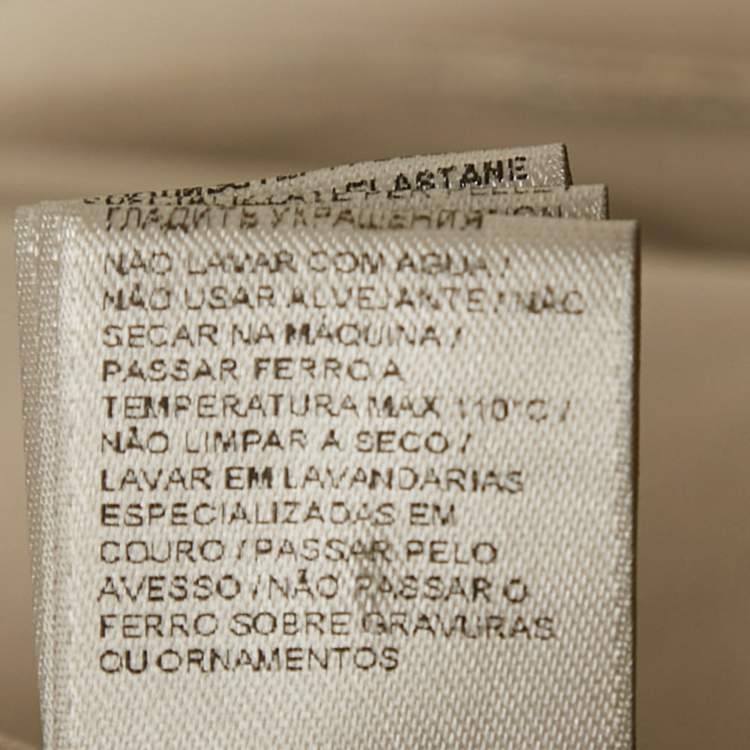 ELASTANE
ГЛАДИТЬ УКРАШЕНИЯ
NÃO LAVAR COM AGUA /
NÃO USAR ALVEJANTE / NÃO
SECAR NA MÁQUINA /
PASSAR FERRO A
TEMPERATURA MAX 110°C /
NÃO LIMPAR A SECO /
LAVAR EM LAVANDARIAS
ESPECIALIZADAS EM
COURO / PASSAR PELO
AVESSO / NÃO PASSAR O
FERRO SOBRE GRAVURAS
OU ORNAMENTOS